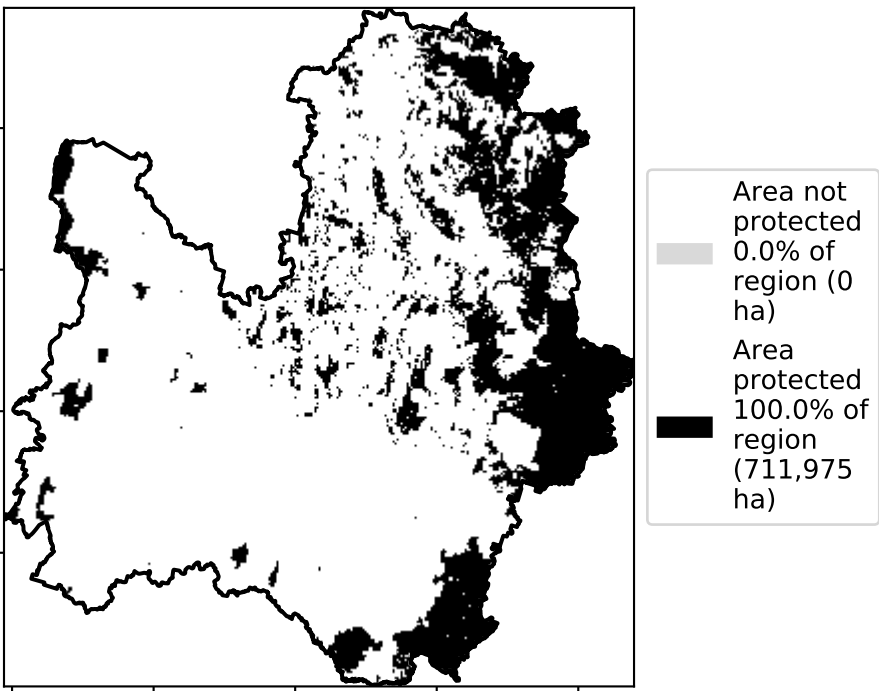 Area not
protected
0.0% of
region (0
ha)
Area
protected
100.0% of
region
(711,975
ha)